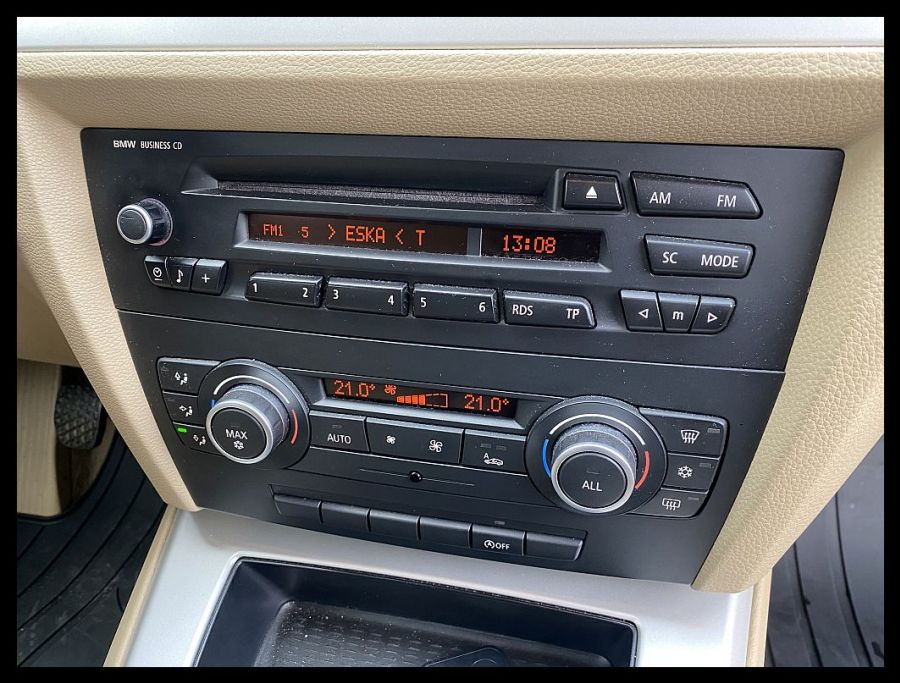 BMW BUSINESS CD
AM FM
FM1 ·5 > ESKA < T 13:08
SC MODE
1 2 3 4 5 6 RDS TP m
21.0° 21.0°
MAX AUTO A ALL
OFF